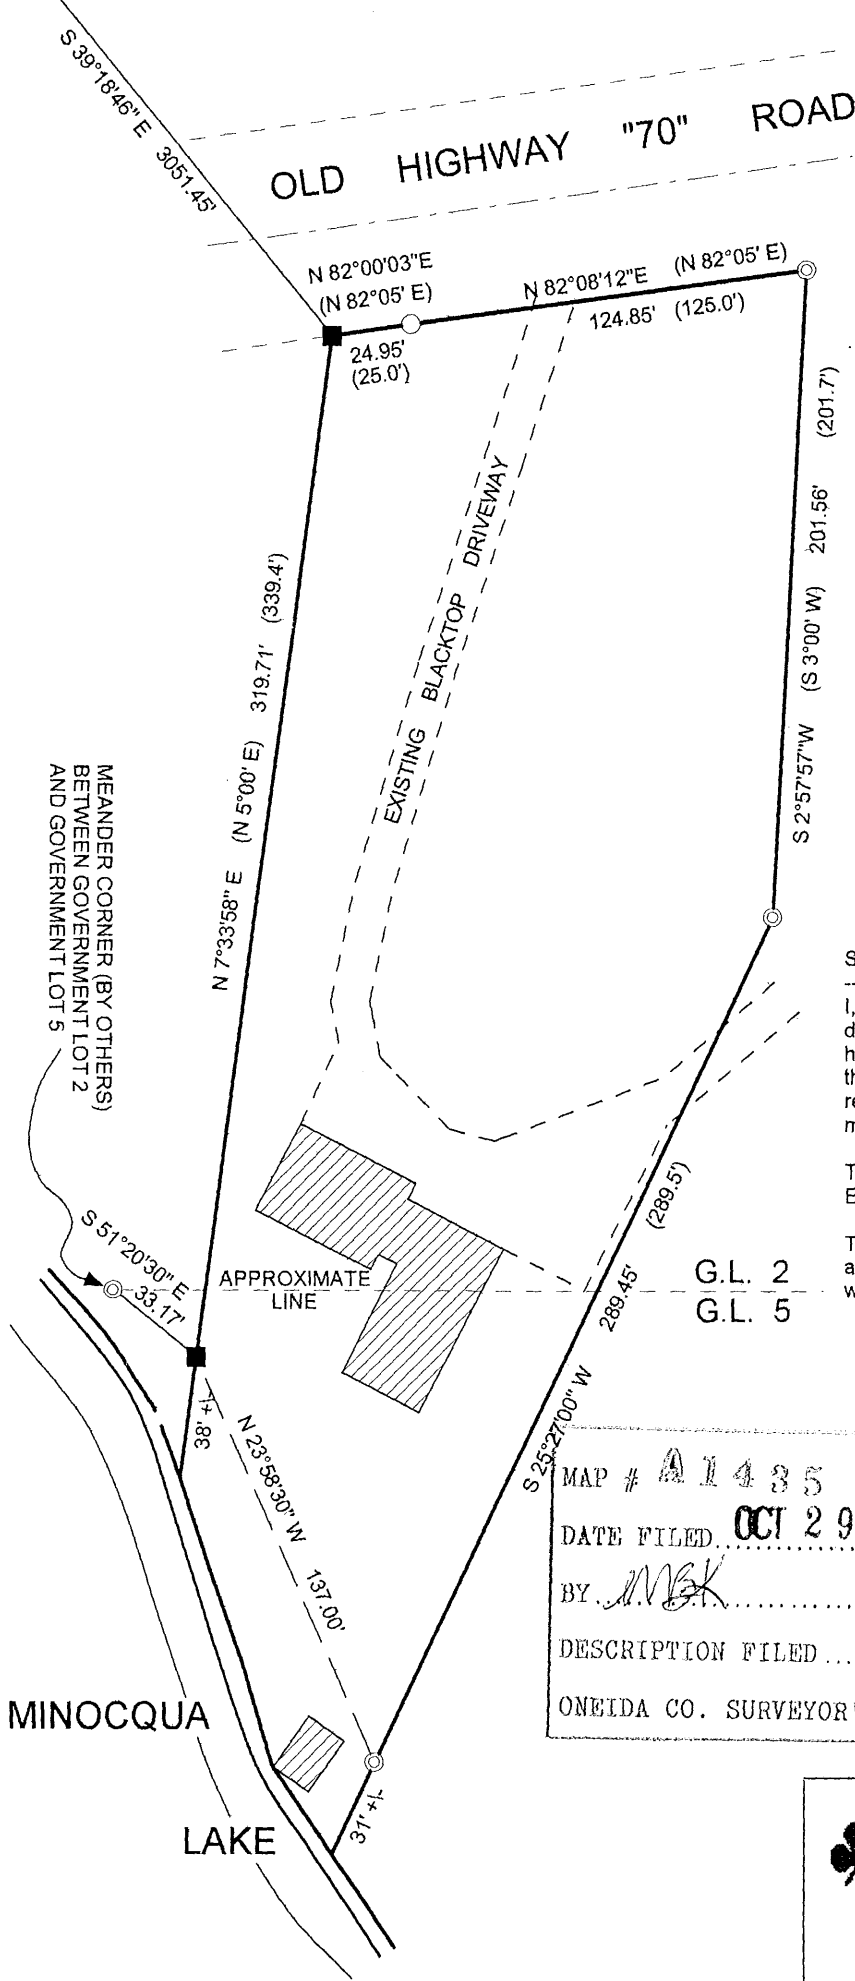 S 39°18'46" E 3051.45'
OLD HIGHWAY "70" ROAD
N 82°00'03"E
(N 82°05' E)
N 82°08'12"E (N 82°05' E)
24.95'
(25.0')
124.85' (125.0')
S 2°57'57"W (S 3°00' W) 201.56' (201.7')
EXISTING BLACKTOP DRIVEWAY
N 7°33'58" E (N 5°00' E) 319.71' (339.4')
MEANDER CORNER (BY OTHERS)
BETWEEN GOVERNMENT LOT 2
AND GOVERNMENT LOT 5
S 51°20'30" E
33.17'
APPROXIMATE
LINE
G.L. 2
G.L. 5
S 25°27'00" W 289.45' (289.5')
38' +/-
N 23°58'30" W 137.00'
31' +/-
MINOCQUA
LAKE
S
--
I,
d
h
th
re
m
T
E
T
a
w
MAP # A1435
DATE FILED OCT 29
BY
DESCRIPTION FILED ...
ONEIDA CO. SURVEYOR'